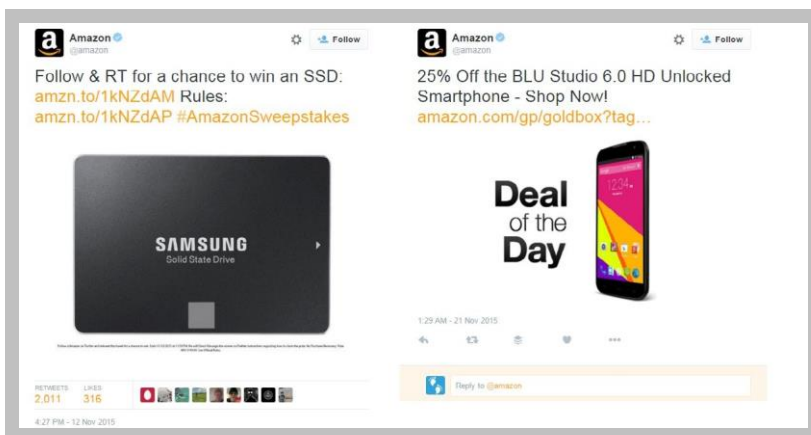 Amazon
@amazon
Follow
Follow & RT for a chance to win an SSD:
amzn.to/1kNZdAM Rules:
amzn.to/1kNZdAP #AmazonSweepstakes
SAMSUNG
Solid State Drive
RETWEETS LIKES
2,011 316
4:27 PM - 12 Nov 2015
Amazon
@amazon
Follow
25% Off the BLU Studio 6.0 HD Unlocked
Smartphone - Shop Now!
amazon.com/gp/goldbox?tag...
Deal
of the
Day
12:34
1:29 AM - 21 Nov 2015
Reply to @amazon